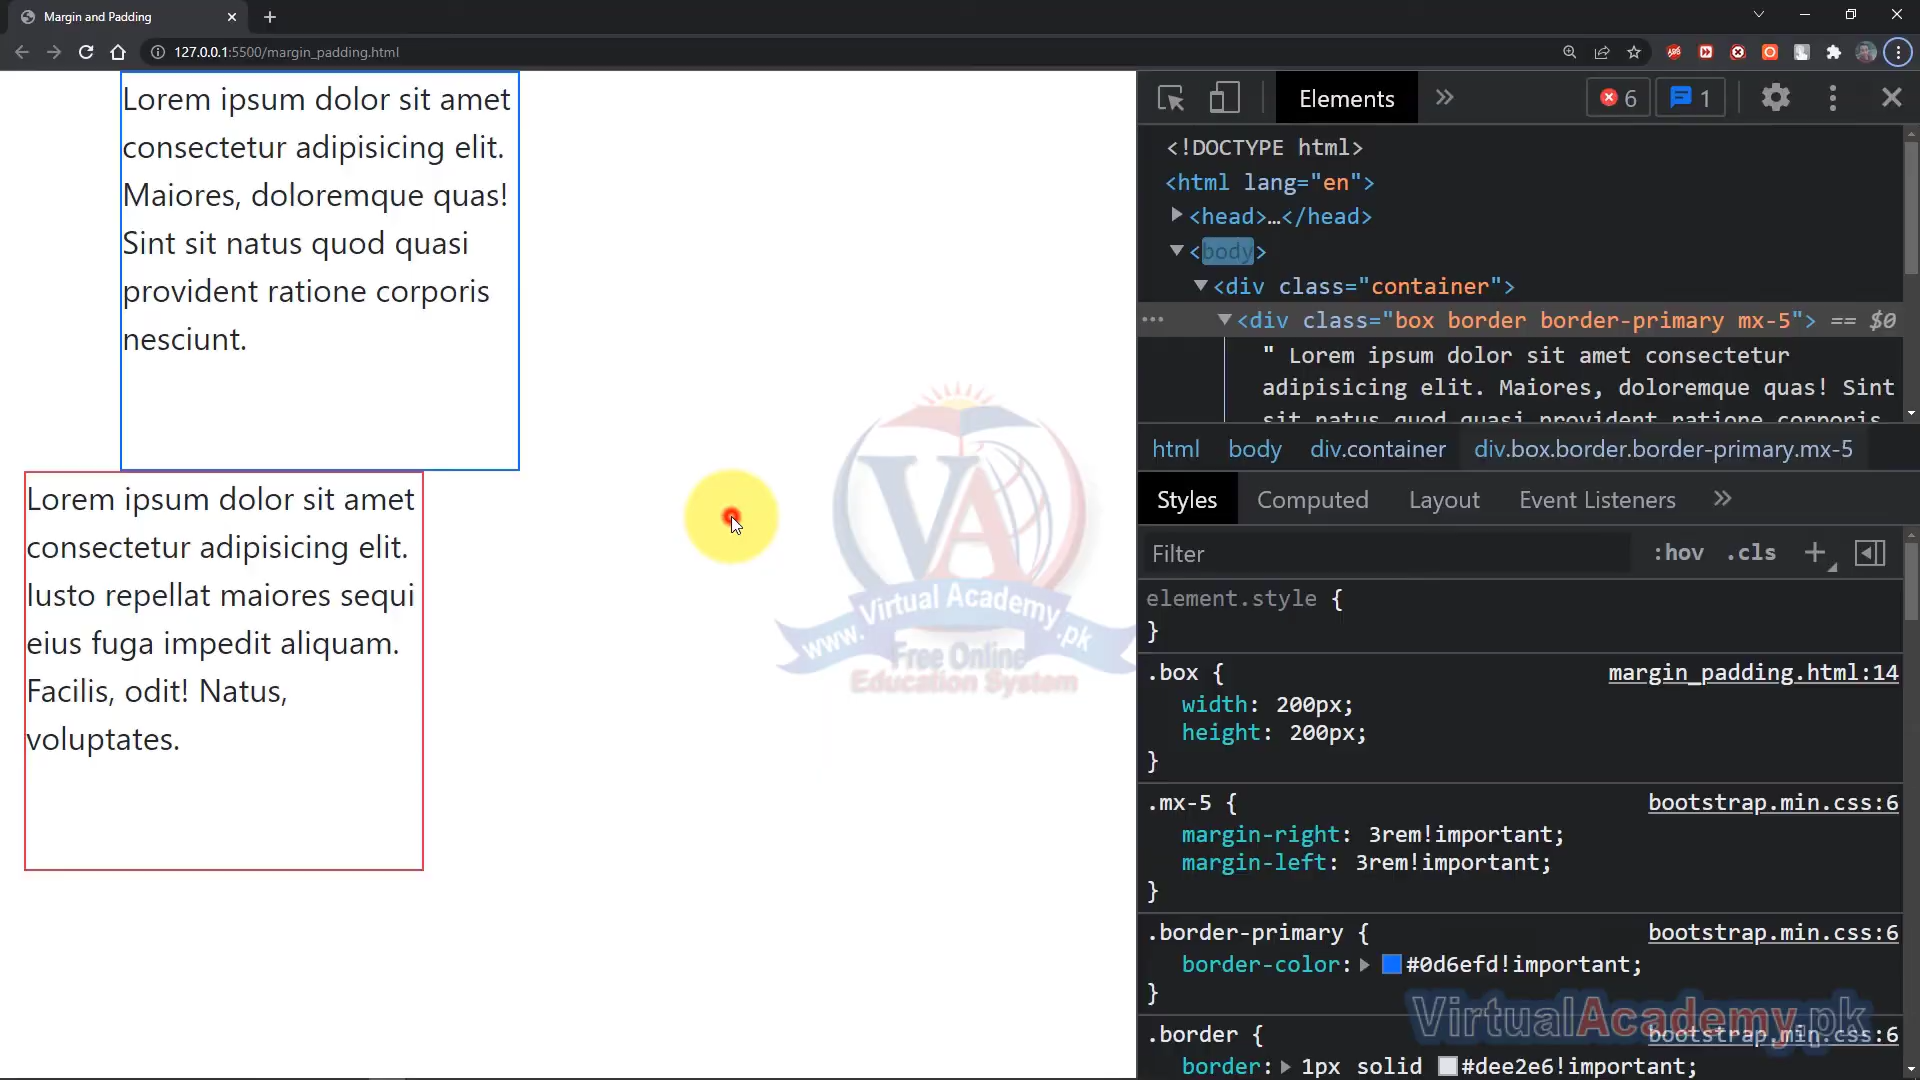 Margin and Padding
127.0.0.1:5500/margin_padding.html
Lorem ipsum dolor sit amet
consectetur adipisicing elit.
Maiores, doloremque quas!
Sint sit natus quod quasi
provident ratione corporis
nesciunt.
Lorem ipsum dolor sit amet
consectetur adipisicing elit.
Iusto repellat maiores sequi
eius fuga impedit aliquam.
Facilis, odit! Natus,
voluptates.
VA
www.Virtual Academy.pk
Free Online
Education System
Elements
6
1
<!DOCTYPE html>
<html lang="en">
<head>…</head>
<body>
<div class="container">
<div class="box border border-primary mx-5"> == $0
" Lorem ipsum dolor sit amet consectetur
adipisicing elit. Maiores, doloremque quas! Sint
sit natus quod quasi provident ratione corporis
html body div.container div.box.border.border-primary.mx-5
Styles Computed Layout Event Listeners
Filter :hov .cls
element.style {
}
.box { margin_padding.html:14
width: 200px;
height: 200px;
}
.mx-5 { bootstrap.min.css:6
margin-right: 3rem!important;
margin-left: 3rem!important;
}
.border-primary { bootstrap.min.css:6
border-color: #0d6efd!important;
}
VirtualAcademy.pk
.border { bootstrap.min.css:6
border: 1px solid #dee2e6!important;